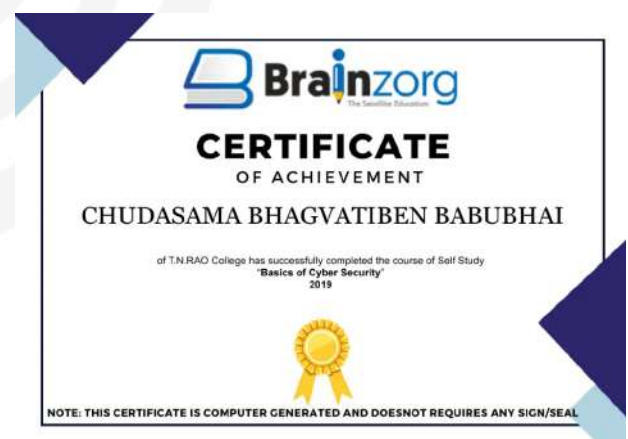 Brainzorg
The Satellite Education
CERTIFICATE
OF ACHIEVEMENT
CHUDASAMA BHAGVATIBEN BABUBHAI
of T.N.RAO College has successfully completed the course of Self Study
"Basics of Cyber Security"
2019
NOTE: THIS CERTIFICATE IS COMPUTER GENERATED AND DOESNOT REQUIRES ANY SIGN/SEAL